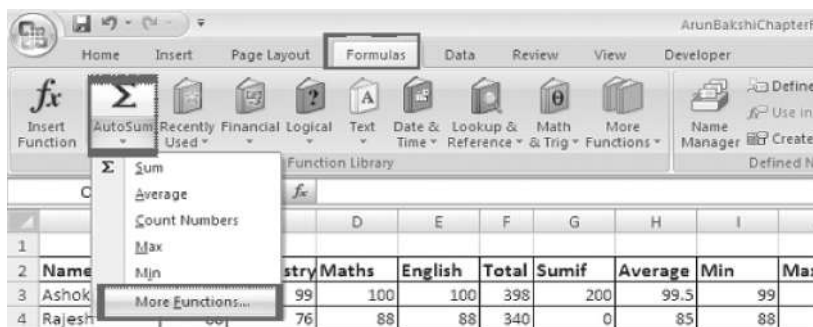 ArunBakshiChapterF
Home Insert Page Layout Formulas Data Review View Developer
fx Σ ? A θ
Insert Function AutoSum Recently Used Financial Logical Text Date & Time Lookup & Reference Math & Trig More Functions Name Manager Define
Use in
Create
Function Library Defined N
Σ Sum
Average
Count Numbers
Max
Min
More Functions...
C fx
D E F G H I
1
2 Name stry Maths English Total Sumif Average Min Max
3 Ashok 99 100 100 398 200 99.5 99
4 Rajesh 76 88 88 340 0 85 88